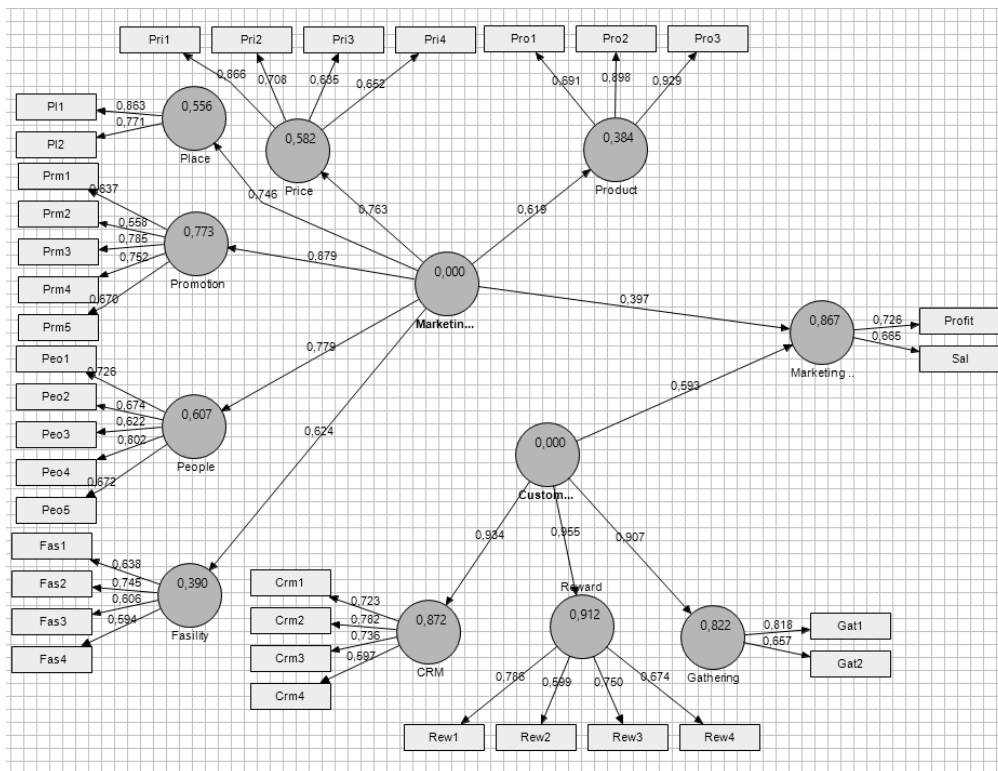 Pri1
Pri2
Pri3
Pri4
Pro1
Pro2
Pro3
0,866
0,708
0,635
0,652
0,691
0,898
0,929
Pl1
Pl2
0,863
0,771
0,556
Place
0,582
Price
0,384
Product
Prm1
Prm2
Prm3
Prm4
Prm5
0,637
0,558
0,785
0,752
0,670
0,773
Promotion
0,746
0,763
0,619
0,879
0,000
Marketin...
0,397
0,867
Marketing ..
0,726
0,665
Profit
Sal
Peo1
Peo2
Peo3
Peo4
Peo5
0,726
0,674
0,622
0,802
0,672
0,607
People
0,779
0,624
0,593
0,000
Custom...
0,934
0,955
0,907
Fas1
Fas2
Fas3
Fas4
0,638
0,745
0,606
0,594
0,390
Fasility
Crm1
Crm2
Crm3
Crm4
0,723
0,782
0,736
0,597
0,872
CRM
Reward
0,912
0,822
Gathering
0,818
0,657
Gat1
Gat2
0,786
0,599
0,750
0,674
Rew1
Rew2
Rew3
Rew4